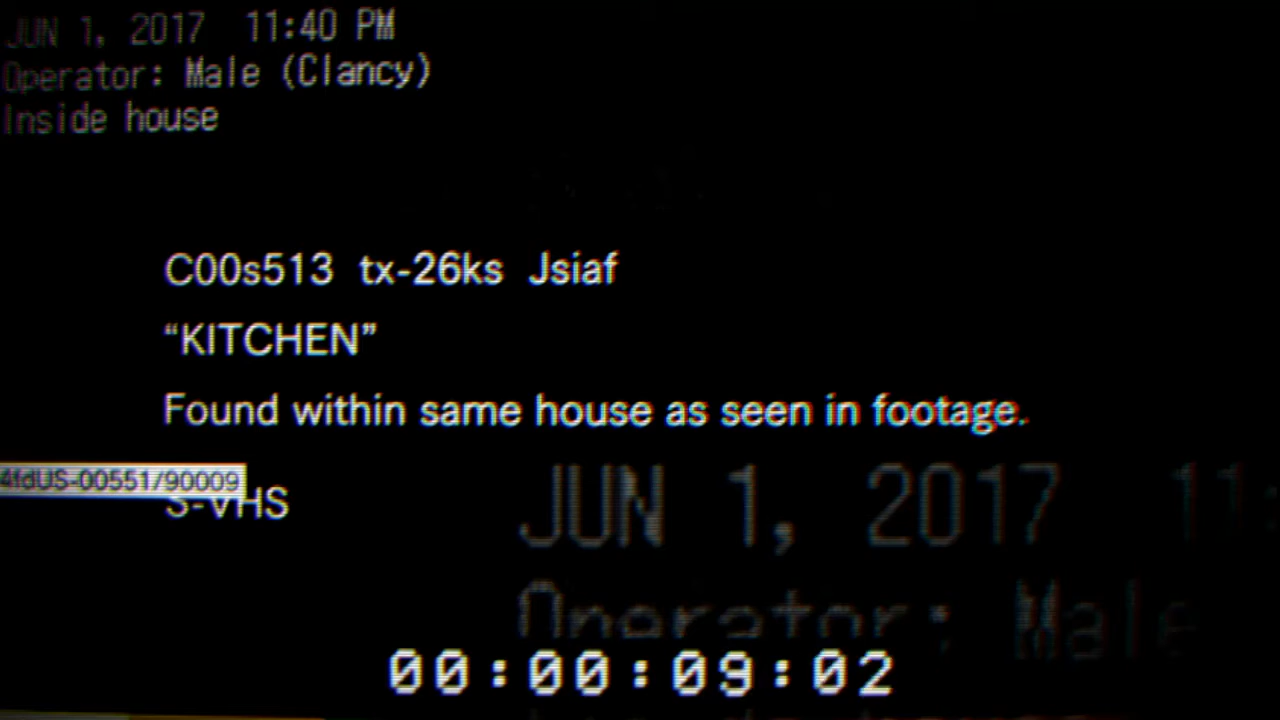 JUN 1, 2017 11:40 PM
Operator: Male (Clancy)
Inside house
C00s513 tx-26ks Jsiaf
“KITCHEN”
Found within same house as seen in footage.
4fdUS-00551/90009
S-VHS
JUN 1, 2017 11:
Operator: Male
00:00:09:02